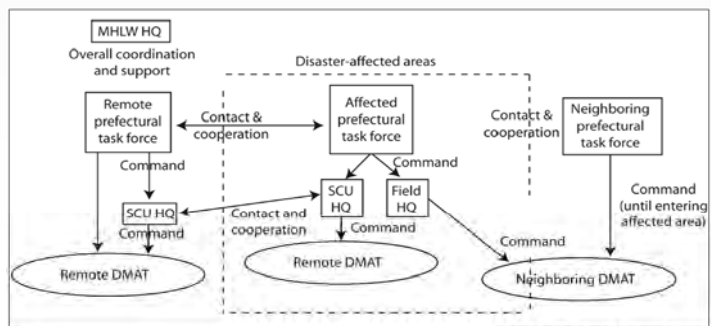 MHLW HQ
Overall coordination
and support
Disaster-affected areas
Remote
prefectural
task force
Contact &
cooperation
Affected
prefectural
task force
Contact
& cooperation
Neighboring
prefectural
task force
Command
Command
SCU
HQ
Field
HQ
SCU HQ
Command
Contact and
cooperation
Command
Command
(until entering
affected area)
Command
Remote DMAT
Remote DMAT
Neighboring DMAT